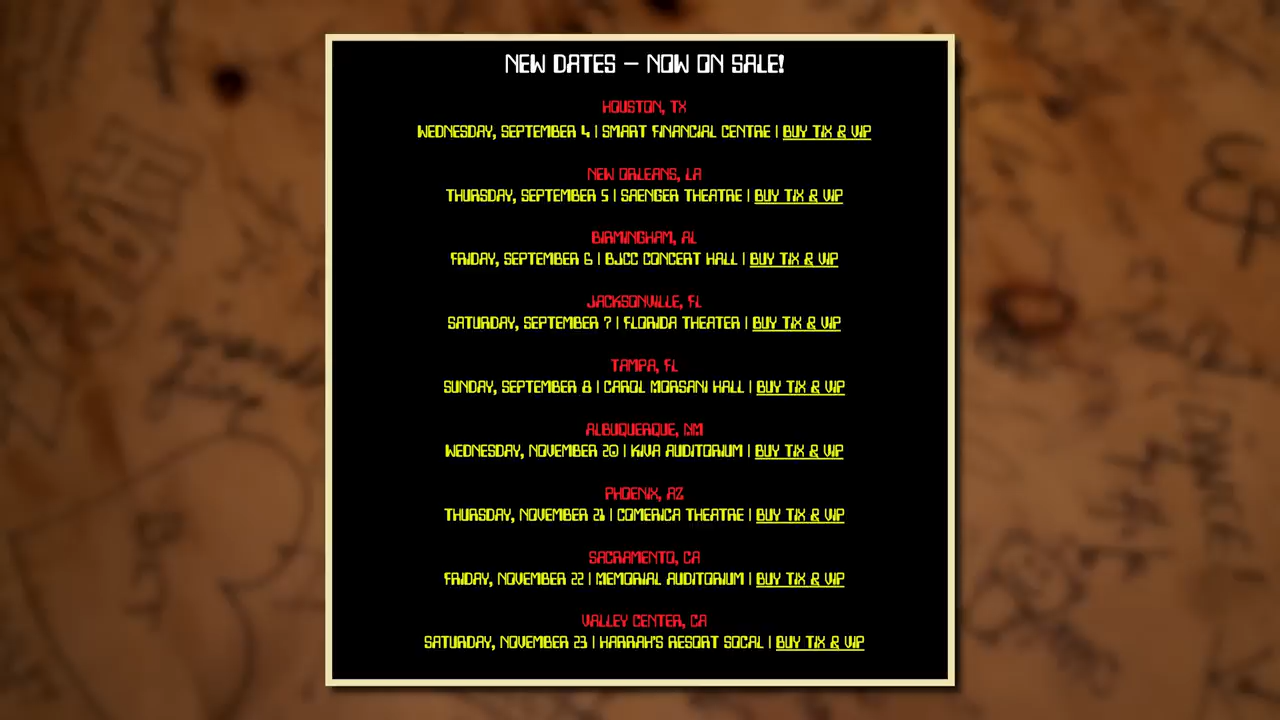 NEW DATES – NOW ON SALE!
HOUSTON, TX
WEDNESDAY, SEPTEMBER 4 | SMART FINANCIAL CENTRE | BUY TIX & VIP
NEW ORLEANS, LA
THURSDAY, SEPTEMBER 5 | SAENGER THEATRE | BUY TIX & VIP
BIRMINGHAM, AL
FRIDAY, SEPTEMBER 6 | BJCC CONCERT HALL | BUY TIX & VIP
JACKSONVILLE, FL
SATURDAY, SEPTEMBER 7 | FLORIDA THEATER | BUY TIX & VIP
TAMPA, FL
SUNDAY, SEPTEMBER 8 | CAROL MORSANI HALL | BUY TIX & VIP
ALBUQUERQUE, NM
WEDNESDAY, NOVEMBER 20 | KIVA AUDITORIUM | BUY TIX & VIP
PHOENIX, AZ
THURSDAY, NOVEMBER 21 | COMERICA THEATRE | BUY TIX & VIP
SACRAMENTO, CA
FRIDAY, NOVEMBER 22 | MEMORIAL AUDITORIUM | BUY TIX & VIP
VALLEY CENTER, CA
SATURDAY, NOVEMBER 23 | HARRAH'S RESORT SOCAL | BUY TIX & VIP